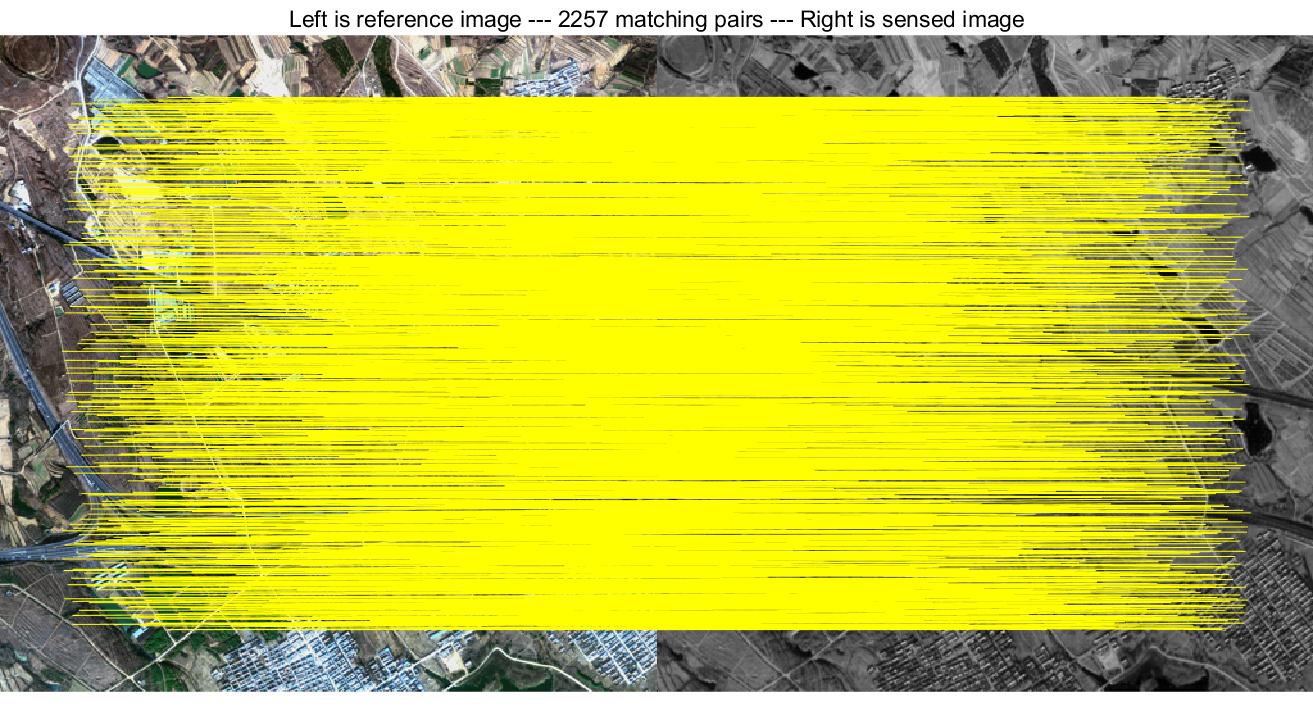 Left is reference image --- 2257 matching pairs --- Right is sensed image